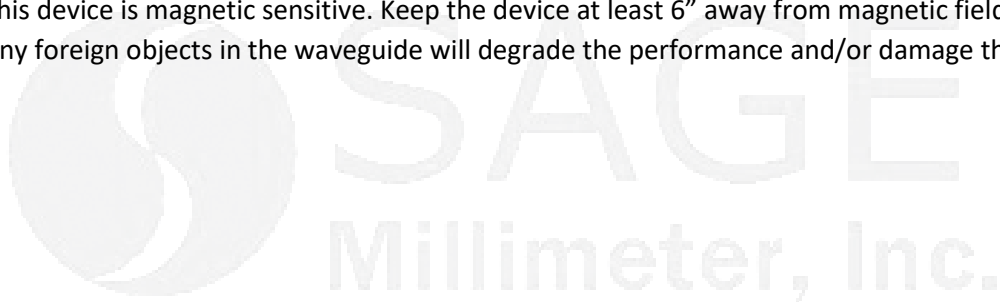 his device is magnetic sensitive. Keep the device at least 6” away from magnetic field
ny foreign objects in the waveguide will degrade the performance and/or damage th
SAGE
Millimeter, Inc.